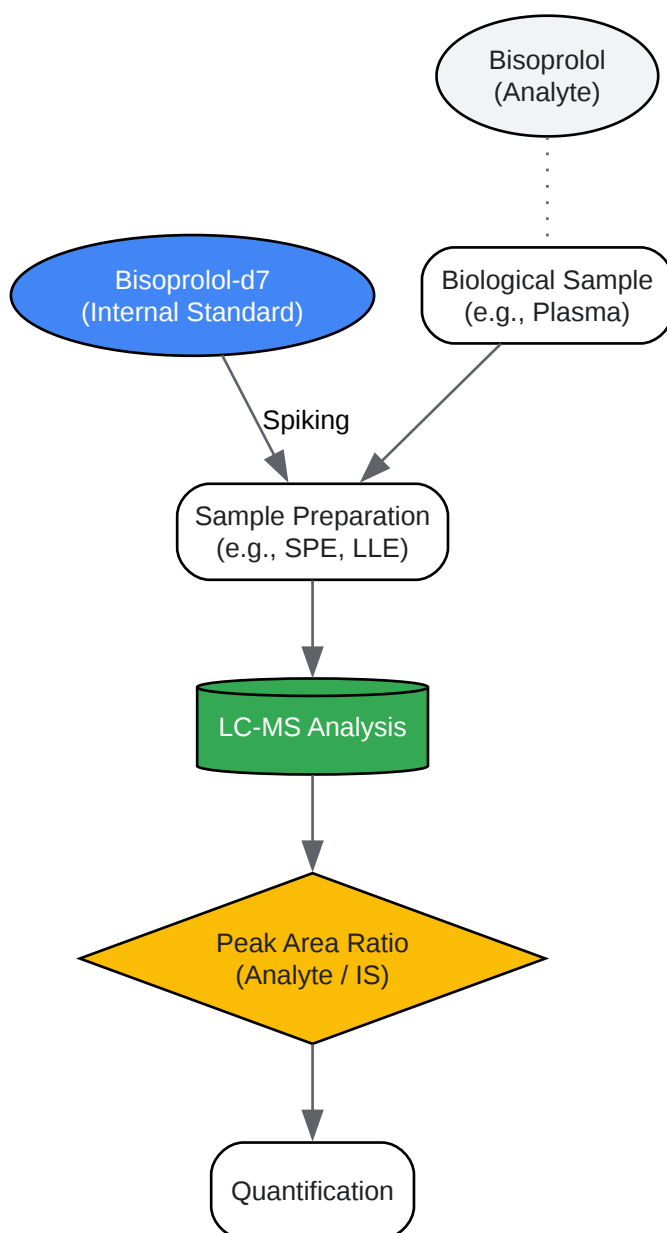 Bisoprolol
(Analyte)
Bisoprolol-d7
(Internal Standard)
Biological Sample
(e.g., Plasma)
Spiking
Sample Preparation
(e.g., SPE, LLE)
LC-MS Analysis
Peak Area Ratio
(Analyte / IS)
Quantification